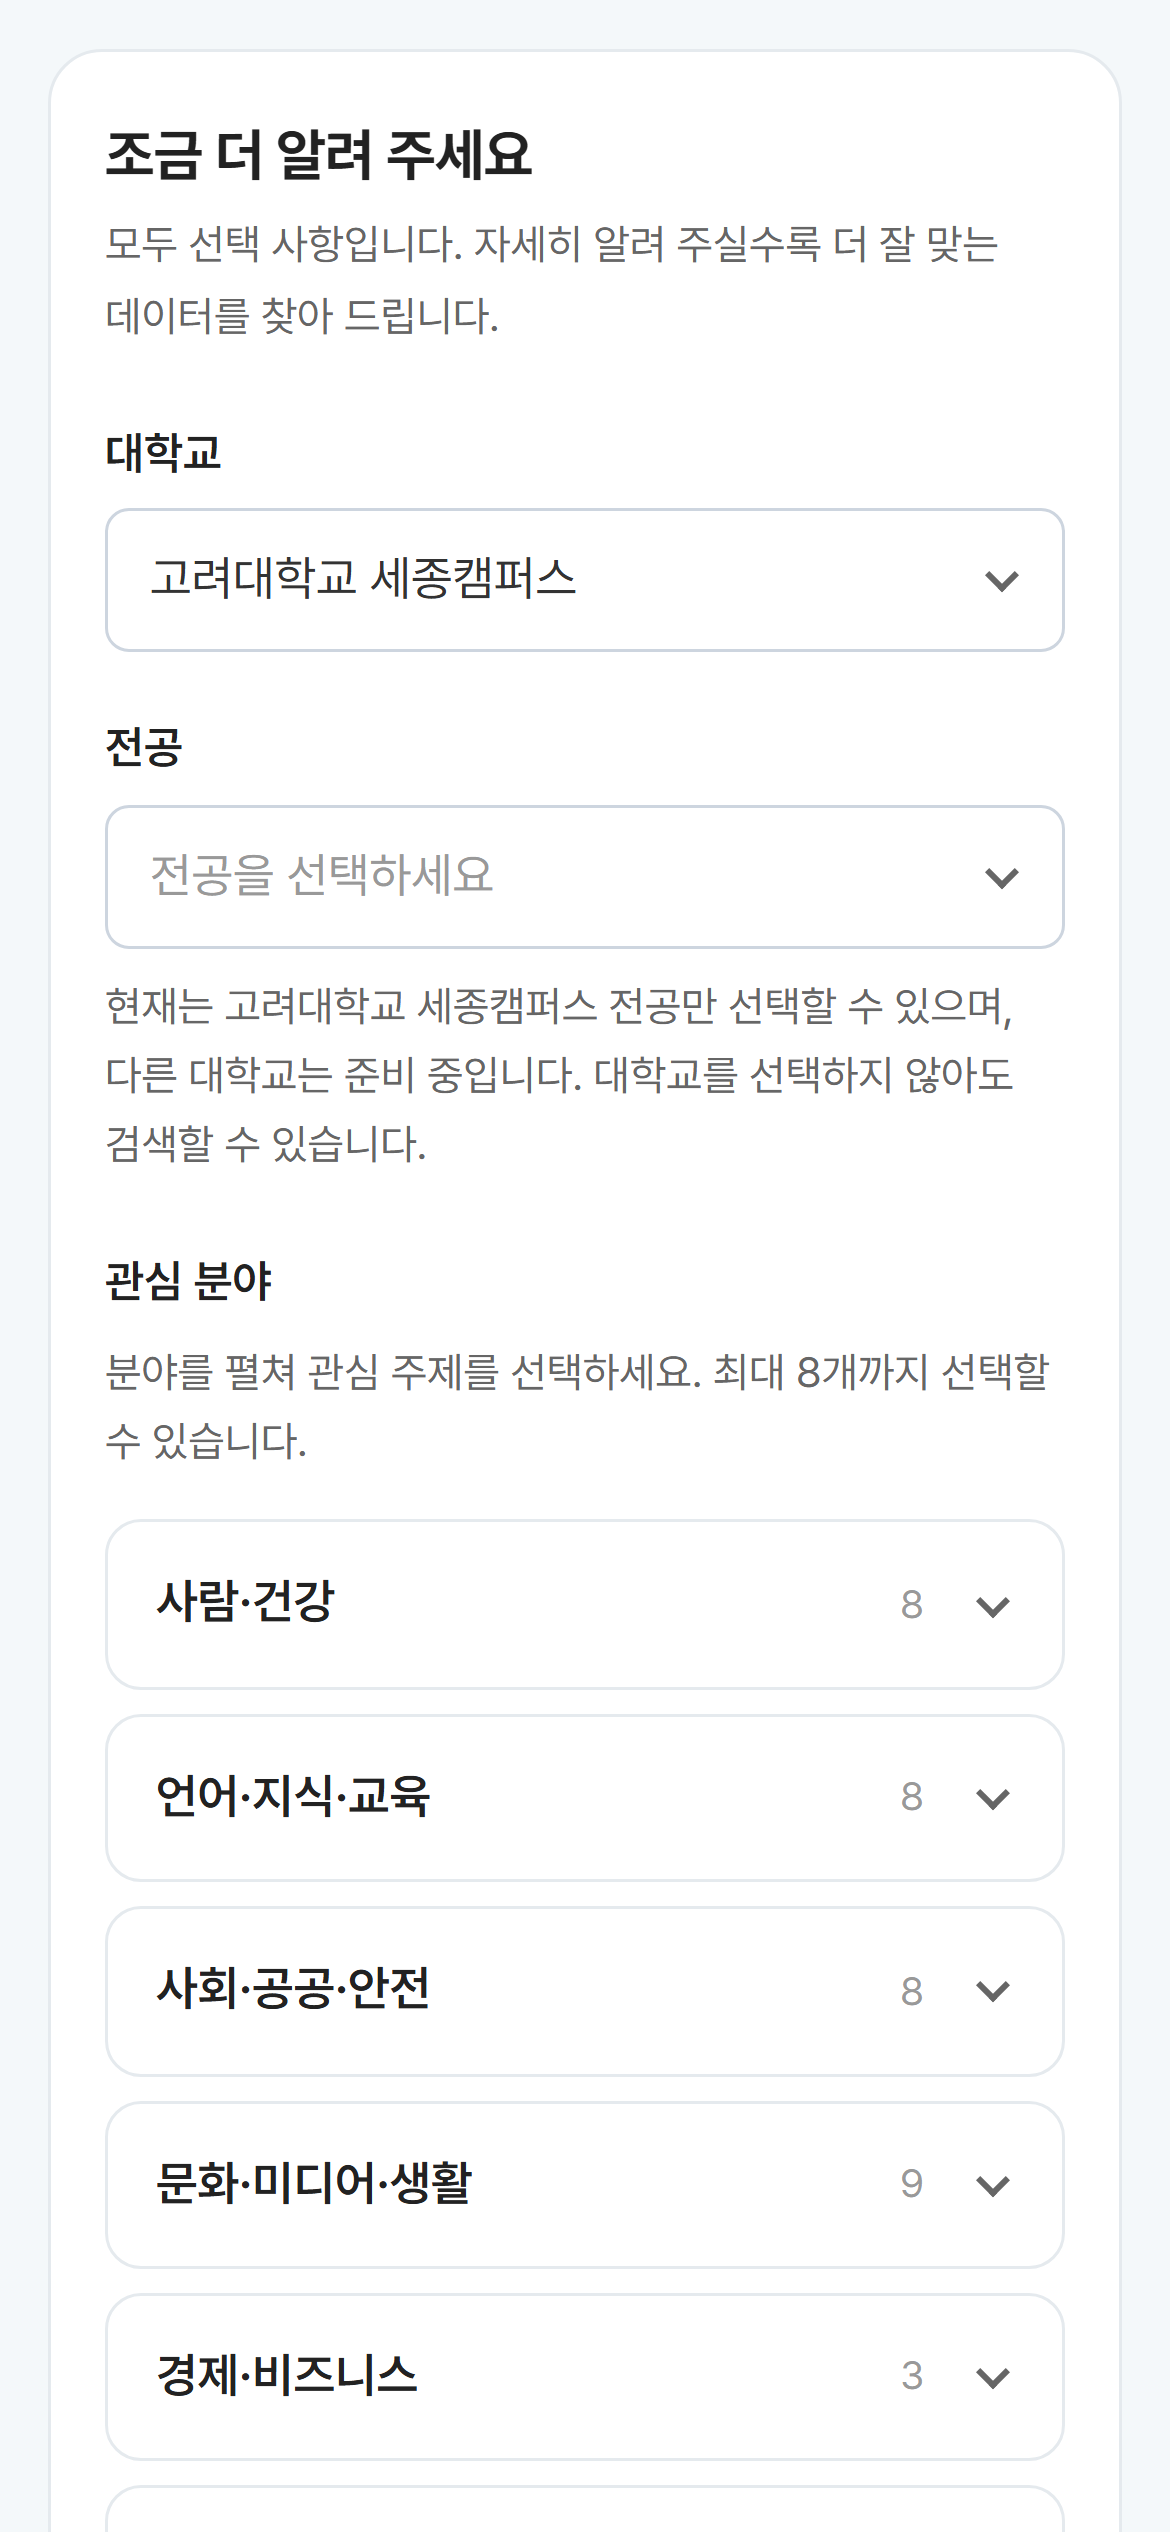 조금 더 알려 주세요
모두 선택 사항입니다. 자세히 알려 주실수록 더 잘 맞는
데이터를 찾아 드립니다.
대학교
고려대학교 세종캠퍼스
전공
전공을 선택하세요
현재는 고려대학교 세종캠퍼스 전공만 선택할 수 있으며,
다른 대학교는 준비 중입니다. 대학교를 선택하지 않아도
검색할 수 있습니다.
관심 분야
분야를 펼쳐 관심 주제를 선택하세요. 최대 8개까지 선택할
수 있습니다.
사람·건강 8
언어·지식·교육 8
사회·공공·안전 8
문화·미디어·생활 9
경제·비즈니스 3